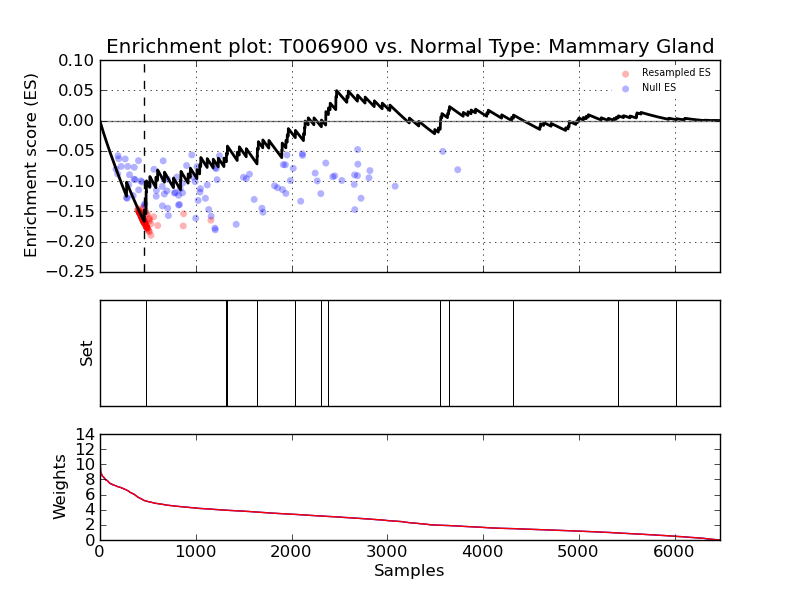 Enrichment plot: T006900 vs. Normal Type: Mammary Gland
Enrichment score (ES)
0.10
0.05
0.00
−0.05
−0.10
−0.15
−0.20
−0.25
Resampled ES
Null ES
Set
Weights
14
12
10
8
6
4
2
0
0 1000 2000 3000 4000 5000 6000
Samples